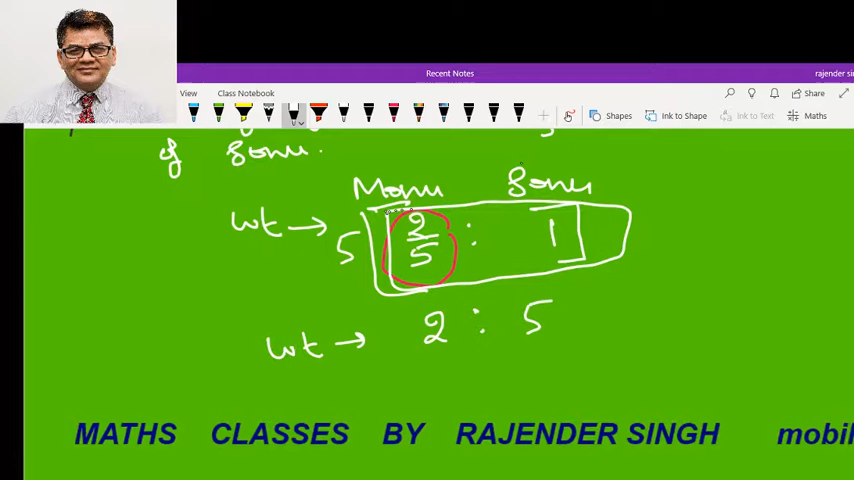 Recent Notes
rajender sin
View Class Notebook
Share
Shapes Ink to Shape Ink to Text Maths
of Sonu.
Monu Sonu
wt → 5 [ 2/5 : 1 ]
wt → 2 : 5
MATHS CLASSES BY RAJENDER SINGH mobil